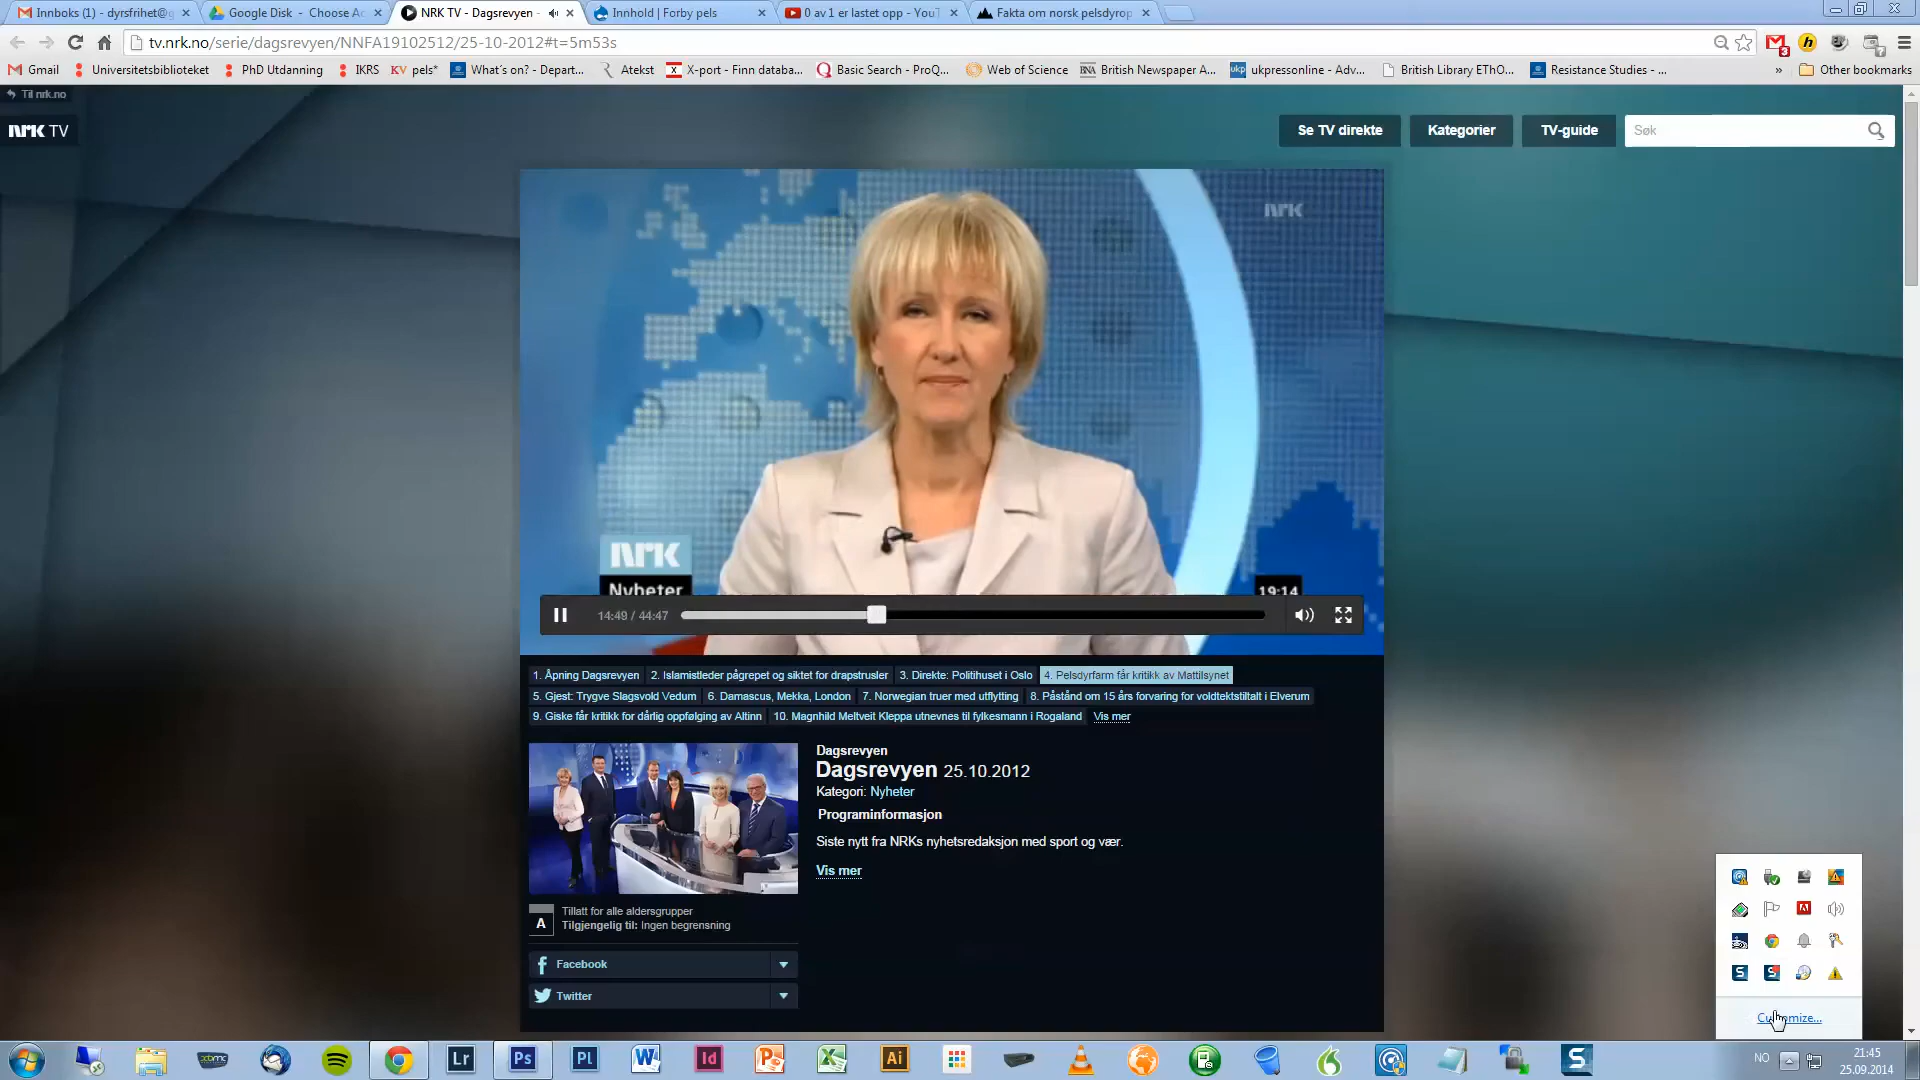 Innboks (1) - dyrsfrihet@g
Google Disk - Choose Ac
NRK TV - Dagsrevyen -
Innhold | Forby pels
0 av 1 er lastet opp - YouT
Fakta om norsk pelsdyrop
tv.nrk.no/serie/dagsrevyen/NNFA19102512/25-10-2012#t=5m53s
Gmail
Universitetsbiblioteket
PhD Utdanning
IKRS
KV pels*
What's on? - Depart...
Atekst
X-port - Finn databa...
Basic Search - ProQ...
Web of Science
BNA British Newspaper A...
ukp ukpressonline - Adv...
British Library EThO...
Resistance Studies - ...
»
Other bookmarks
Til nrk.no
NRK TV
Se TV direkte
Kategorier
TV-guide
Søk
NRK
NRK
Nyheter
19:14
14:49 / 44:47
1. Åpning Dagsrevyen 2. Islamistleder pågrepet og siktet for drapstrusler 3. Direkte: Politihuset i Oslo 4. Pelsdyrfarm får kritikk av Mattilsynet
5. Gjest: Trygve Slagsvold Vedum 6. Damascus, Mekka, London 7. Norwegian truer med utflytting 8. Påstånd om 15 års forvaring for voldtektstiltalt i Elverum
9. Giske får kritikk for dårlig oppfølging av Altinn 10. Magnhild Meltveit Kleppa utnevnes til fylkesmann i Rogaland Vis mer
Dagsrevyen
Dagsrevyen 25.10.2012
Kategori: Nyheter
Programinformasjon
Siste nytt fra NRKs nyhetsredaksjon med sport og vær.
Vis mer
A
Tillatt for alle aldersgrupper
Tilgjengelig til: Ingen begrensning
Facebook
Twitter
Customize...
xbmc
Lr
Ps
Pl
W
Id
P
X
Ai
S
NO
21:45
25.09.2014